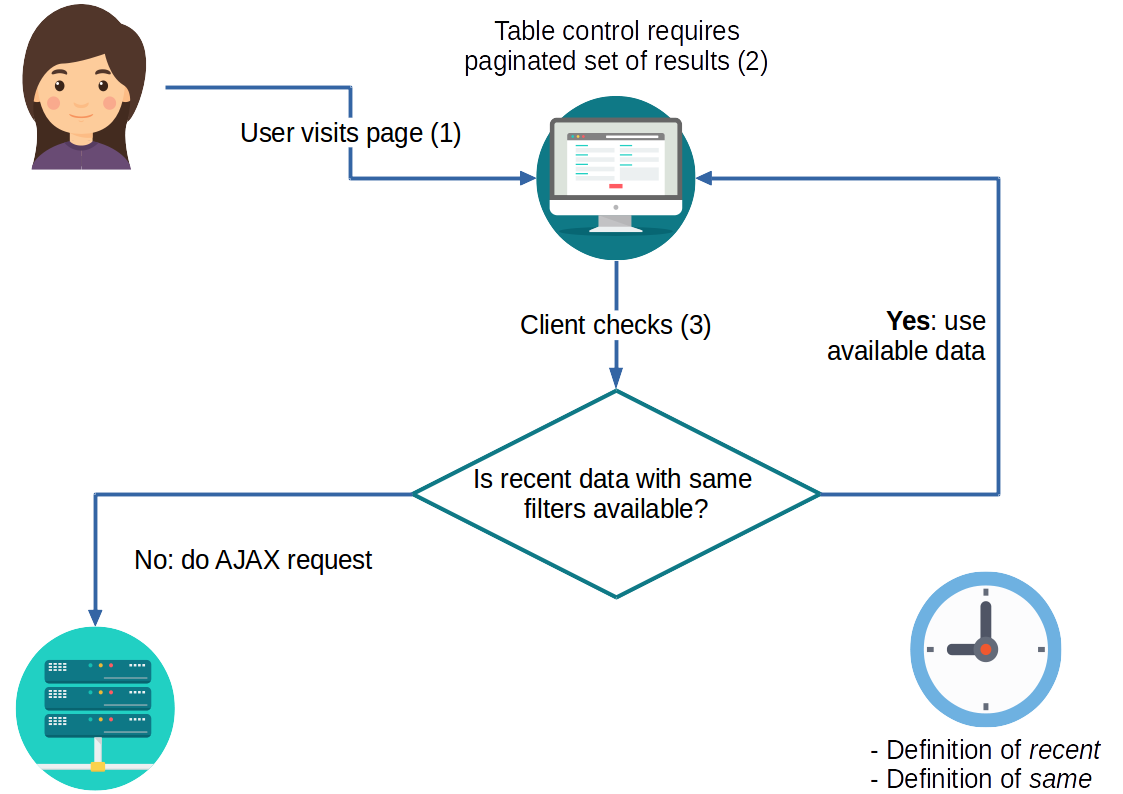 Table control requires
paginated set of results (2)
User visits page (1)
Client checks (3)
Yes: use
available data
Is recent data with same
filters available?
No: do AJAX request
- Definition of recent
- Definition of same